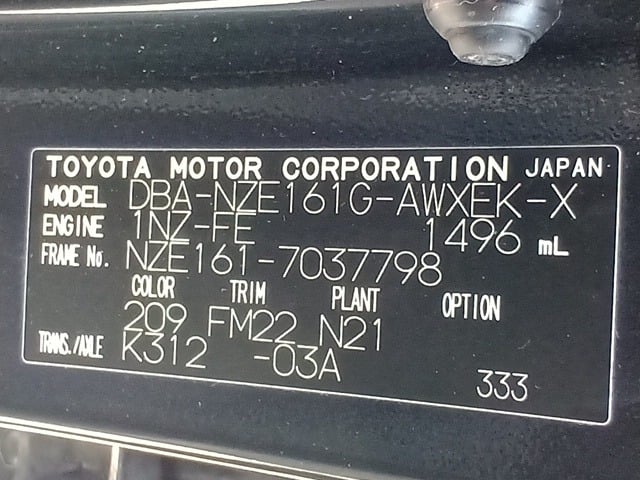 TOYOTA MOTOR CORPORATION JAPAN
MODEL DBA-NZE161G-AWXEK-X
ENGINE 1NZ-FE 1496 mL
FRAME No. NZE161-7037798
COLOR TRIM PLANT OPTION
209 FM22 N21
TRANS./AXLE K312 -03A
333